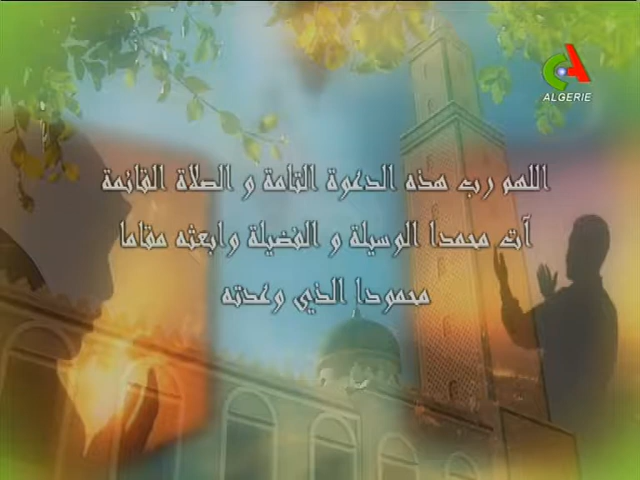 ALGERIE
اللهم رب هذه الدعوة التامة و الصلاة القائمة
آت محمدا الوسيلة و الفضيلة وابعثه مقاما
محمودا الذي وعدته